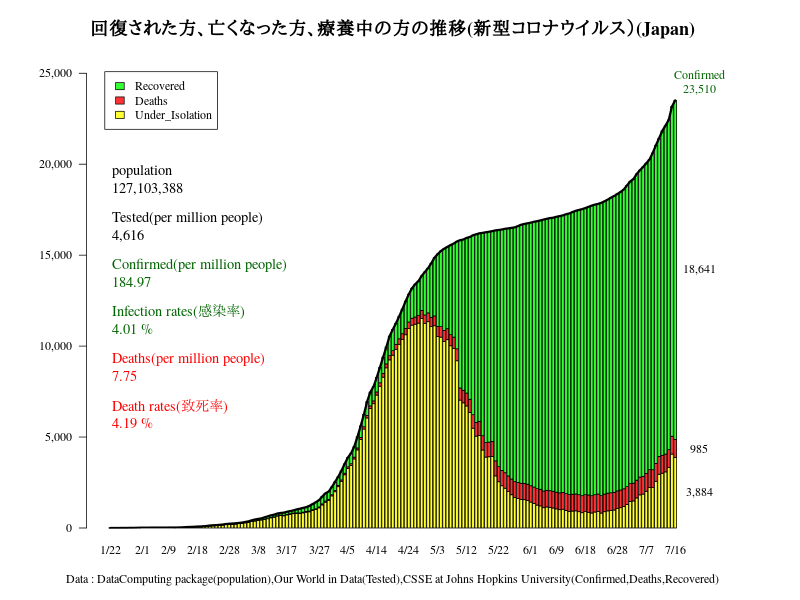 回復された方、亡くなった方、療養中の方の推移(新型コロナウイルス)(Japan)
Confirmed
23,510
25,000
20,000
15,000
10,000
5,000
0
Recovered
Deaths
Under_Isolation
population
127,103,388
Tested(per million people)
4,616
Confirmed(per million people)
184.97
Infection rates(感染率)
4.01 %
Deaths(per million people)
7.75
Death rates(致死率)
4.19 %
18,641
985
3,884
1/22 2/1 2/9 2/18 2/28 3/8 3/17 3/27 4/5 4/14 4/24 5/3 5/12 5/22 6/1 6/9 6/18 6/28 7/7 7/16
Data : DataComputing package(population),Our World in Data(Tested),CSSE at Johns Hopkins University(Confirmed,Deaths,Recovered)